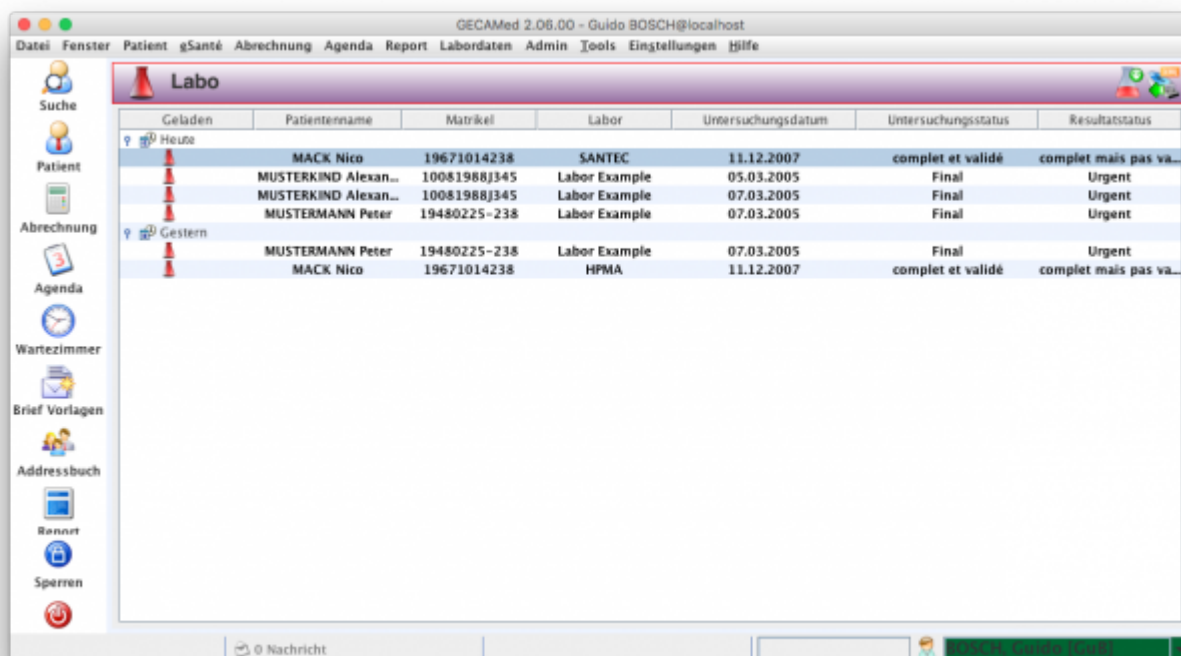 GECAMed 2.06.00 - Guido BOSCH@localhost
Datei Fenster Patient gSanté Abrechnung Agenda Report Labordaten Admin Tools Einstellungen Hilfe
Suche
Patient
Abrechnung
3
Agenda
Wartezimmer
Brief Vorlagen
Addressbuch
Report
Sperren
Labo
Geladen Patientenname Matrikel Labor Untersuchungsdatum Untersuchungsstatus Resultatstatus
Heute
MACK Nico 19671014238 SANTEC 11.12.2007 complet et validé complet mais pas va...
MUSTERKIND Alexan... 10081988J345 Labor Example 05.03.2005 Final Urgent
MUSTERKIND Alexan... 10081988J345 Labor Example 07.03.2005 Final Urgent
MUSTERMANN Peter 19480225-238 Labor Example 07.03.2005 Final Urgent
Gestern
MUSTERMANN Peter 19480225-238 Labor Example 07.03.2005 Final Urgent
MACK Nico 19671014238 HPMA 11.12.2007 complet et validé complet mais pas va...
0 Nachricht
BOSCH, Guido [GuB]